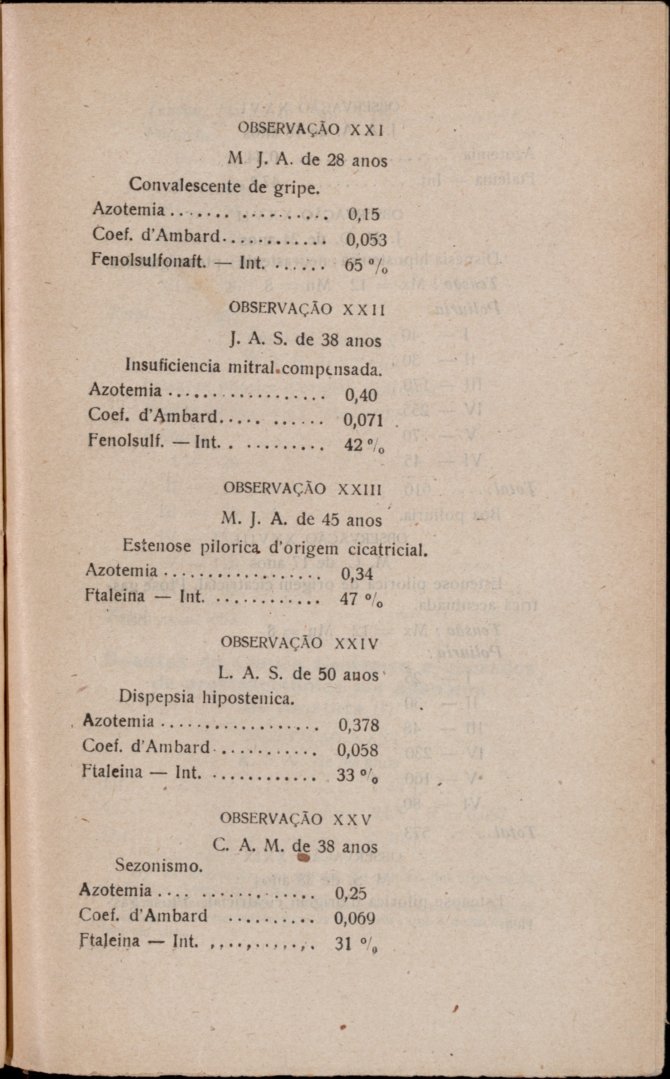 OBSERVAÇÃO XXI
M. J. A. de 28 anos
Convalescente de gripe.
Azotemia....... .......... 0,15
Coef. d'Ambard............ 0,053
Fenolsulfonaft. — Int. ...... 65 %
OBSERVAÇÃO XXII
J. A. S. de 38 anos
Insuficiencia mitral compensada.
Azotemia .................. 0,40
Coef. d'Ambard..... ...... 0,071
Fenolsulf. — Int. . ......... 42 %
OBSERVAÇÃO XXIII
M. J. A. de 45 anos
Estenose pilorica d'origem cicatricial.
Azotemia .................. 0,34
Ftaleina — Int. ............ 47 %
OBSERVAÇÃO XXIV
L. A. S. de 50 anos
Dispepsia hipostenica.
Azotemia .................. 0,378
Coef. d'Ambard ........... 0,058
Ftaleina — Int. ............ 33 %
OBSERVAÇÃO XXV
C. A. M. de 38 anos
Sezonismo.
Azotemia .... .............. 0,25
Coef. d'Ambard .......... 0,069
Ftaleina — Int. ............ 31 %